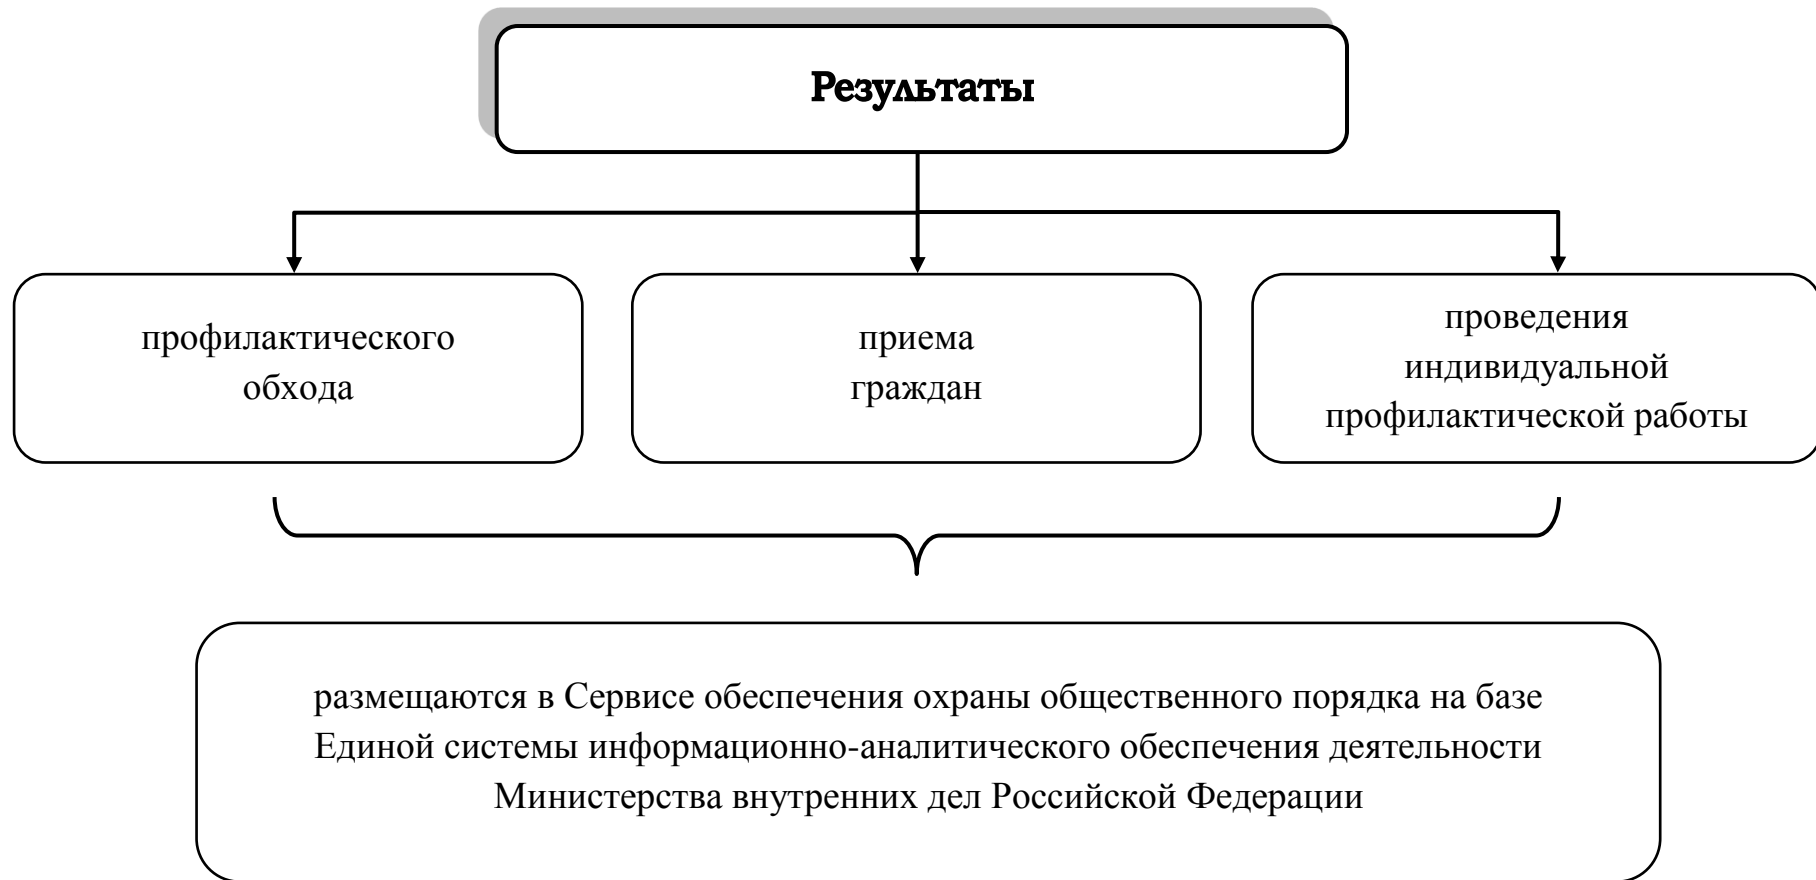 Результаты
профилактического
обхода
приема
граждан
проведения
индивидуальной
профилактической работы
размещаются в Сервисе обеспечения охраны общественного порядка на базе
Единой системы информационно-аналитического обеспечения деятельности
Министерства внутренних дел Российской Федерации